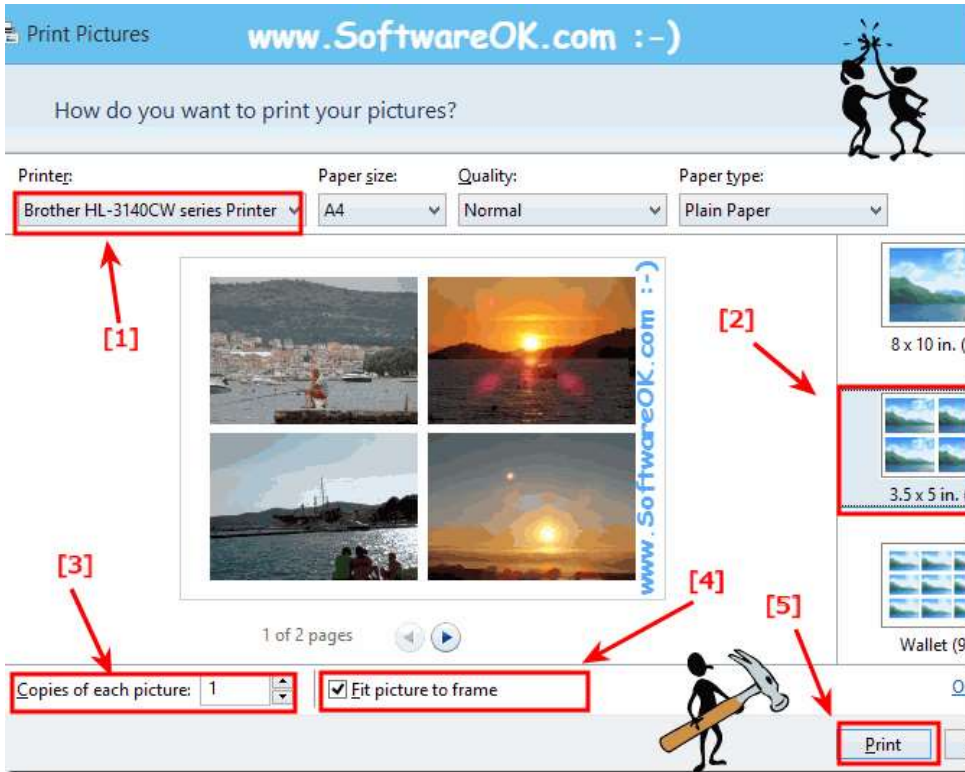 Print Pictures
www.SoftwareOK.com :-)
How do you want to print your pictures?
Printer: Paper size: Quality: Paper type:
Brother HL-3140CW series Printer A4 Normal Plain Paper
[1]
www.SoftwareOK.com :-)
[2]
8 x 10 in. (
3.5 x 5 in.
[3]
[4]
[5]
1 of 2 pages
Wallet (9
Copies of each picture: 1
Fit picture to frame
O
Print